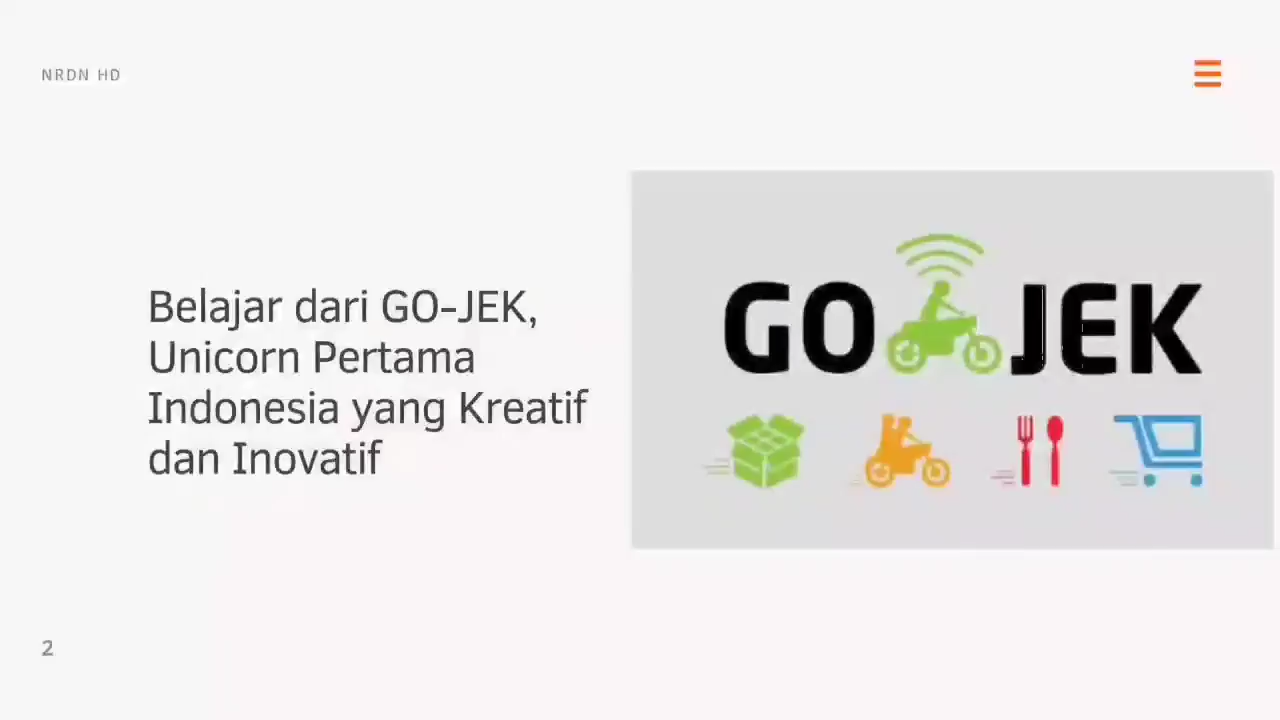 NRDN HD
Belajar dari GO-JEK,
Unicorn Pertama
Indonesia yang Kreatif
dan Inovatif
GO JEK
2